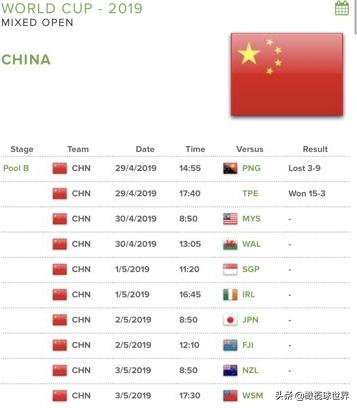 WORLD CUP - 2019
MIXED OPEN
CHINA
Stage Team Date Time Versus Result
Pool B CHN 29/4/2019 14:55 PNG Lost 3-9
CHN 29/4/2019 17:40 TPE Won 15-3
CHN 30/4/2019 8:50 MYS -
CHN 30/4/2019 13:05 WAL -
CHN 1/5/2019 11:20 SGP -
CHN 1/5/2019 16:45 IRL -
CHN 2/5/2019 8:50 JPN -
CHN 2/5/2019 12:10 FJI -
CHN 3/5/2019 8:50 NZL -
CHN 3/5/2019 17:30 WSM -
头条 @橄榄球世界